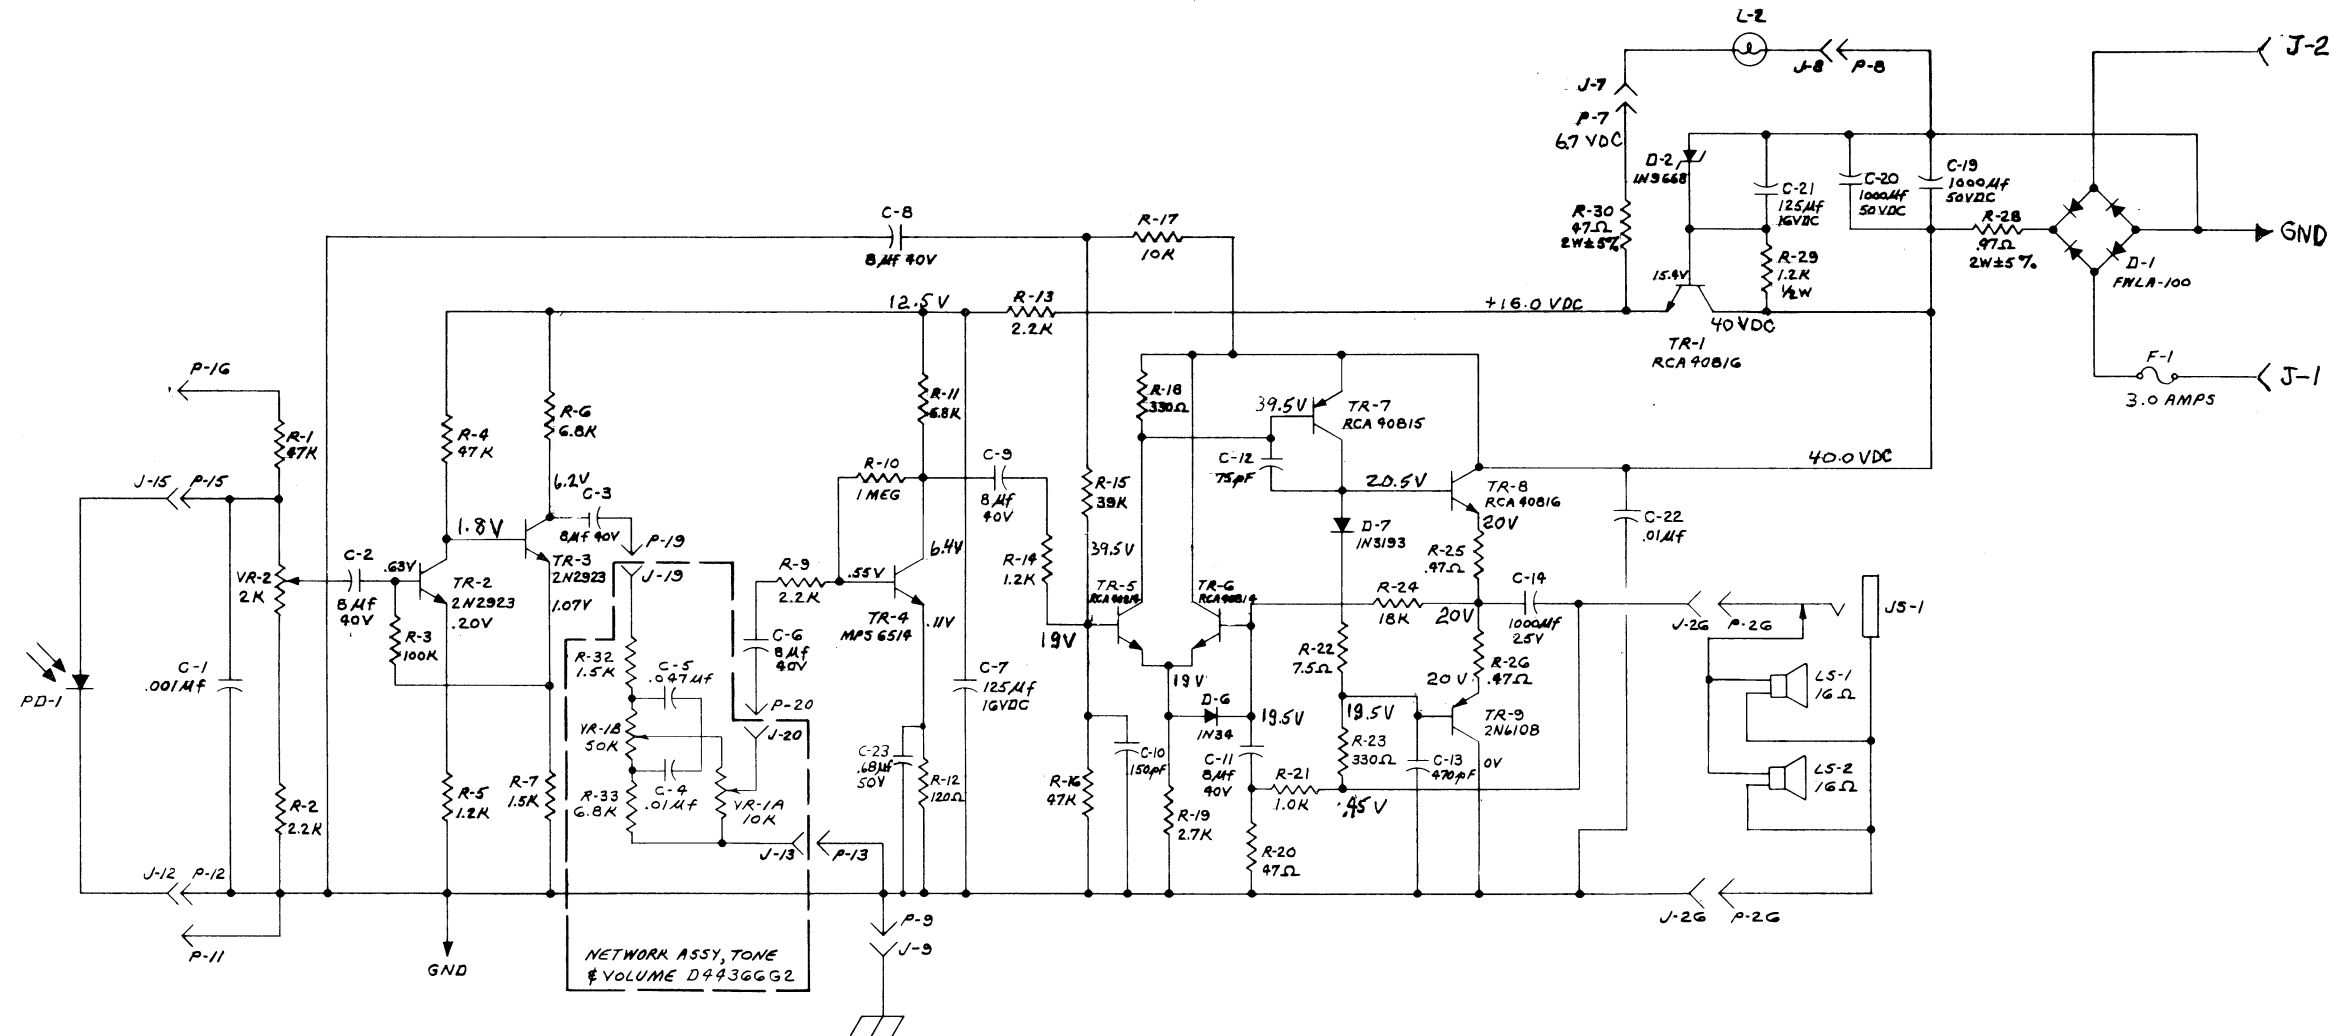 L-2
J-2
J-8 P-8
J-7
P-7
6.7 VDC
D-2
1N966B
C-21
125µf
16VDC
C-20
1000µf
50VDC
C-19
1000µf
50VDC
R-30
47Ω
2W±5%
R-28
.97Ω
2W±5%
GND
D-1
FWLA-100
R-29
1.2K
1/2W
15.4V
+16.0 VDC
40VDC
TR-1
RCA 40816
F-1
3.0 AMPS
J-1
C-8
8µf 40V
R-17
10K
12.5V
R-13
2.2K
P-16
R-1
47K
J-15 P-15
R-4
47K
R-6
6.8K
6.2V
C-3
8µf 40V
1.8V
P-19
J-19
TR-3
2N2923
1.07V
C-2
8µf
40V
.63V
TR-2
2N2923
.20V
VR-2
2K
R-3
100K
PD-1
C-1
.001µf
R-2
2.2K
R-5
1.2K
R-7
1.5K
J-12 P-12
P-11
GND
R-32
1.5K
C-5
.047µf
VR-1B
50K
C-4
.01µf
R-33
6.8K
VR-1A
10K
J-13 P-13
NETWORK ASSY, TONE
& VOLUME D44366G2
R-9
2.2K
C-6
8µf
40V
P-20
J-20
R-10
1 MEG
R-11
6.8K
6.4V
.55V
TR-4
MPS 6514
.11V
C-9
8µf
40V
R-14
1.2K
C-7
125µf
16VDC
C-23
.68µf
50V
R-12
120Ω
P-9
J-9
R-15
39K
39.5V
R-18
330Ω
TR-5
RCA 40814
TR-6
RCA 40814
19V
19V
D-6
1N34
19.5V
C-10
150pF
R-16
47K
R-19
2.7K
C-11
8µf
40V
R-21
1.0K
R-20
47Ω
39.5V
TR-7
RCA 40815
C-12
75pF
20.5V
TR-8
RCA 40816
20V
D-7
1N3193
R-25
.47Ω
R-24
18K
20V
C-14
1000µf
25V
R-22
7.5Ω
R-26
.47Ω
20V
TR-9
2N6108
0V
19.5V
R-23
330Ω
C-13
470pF
.45V
40.0VDC
C-22
.01µf
J-26 P-26
JS-1
LS-1
16Ω
LS-2
16Ω
J-26 P-26